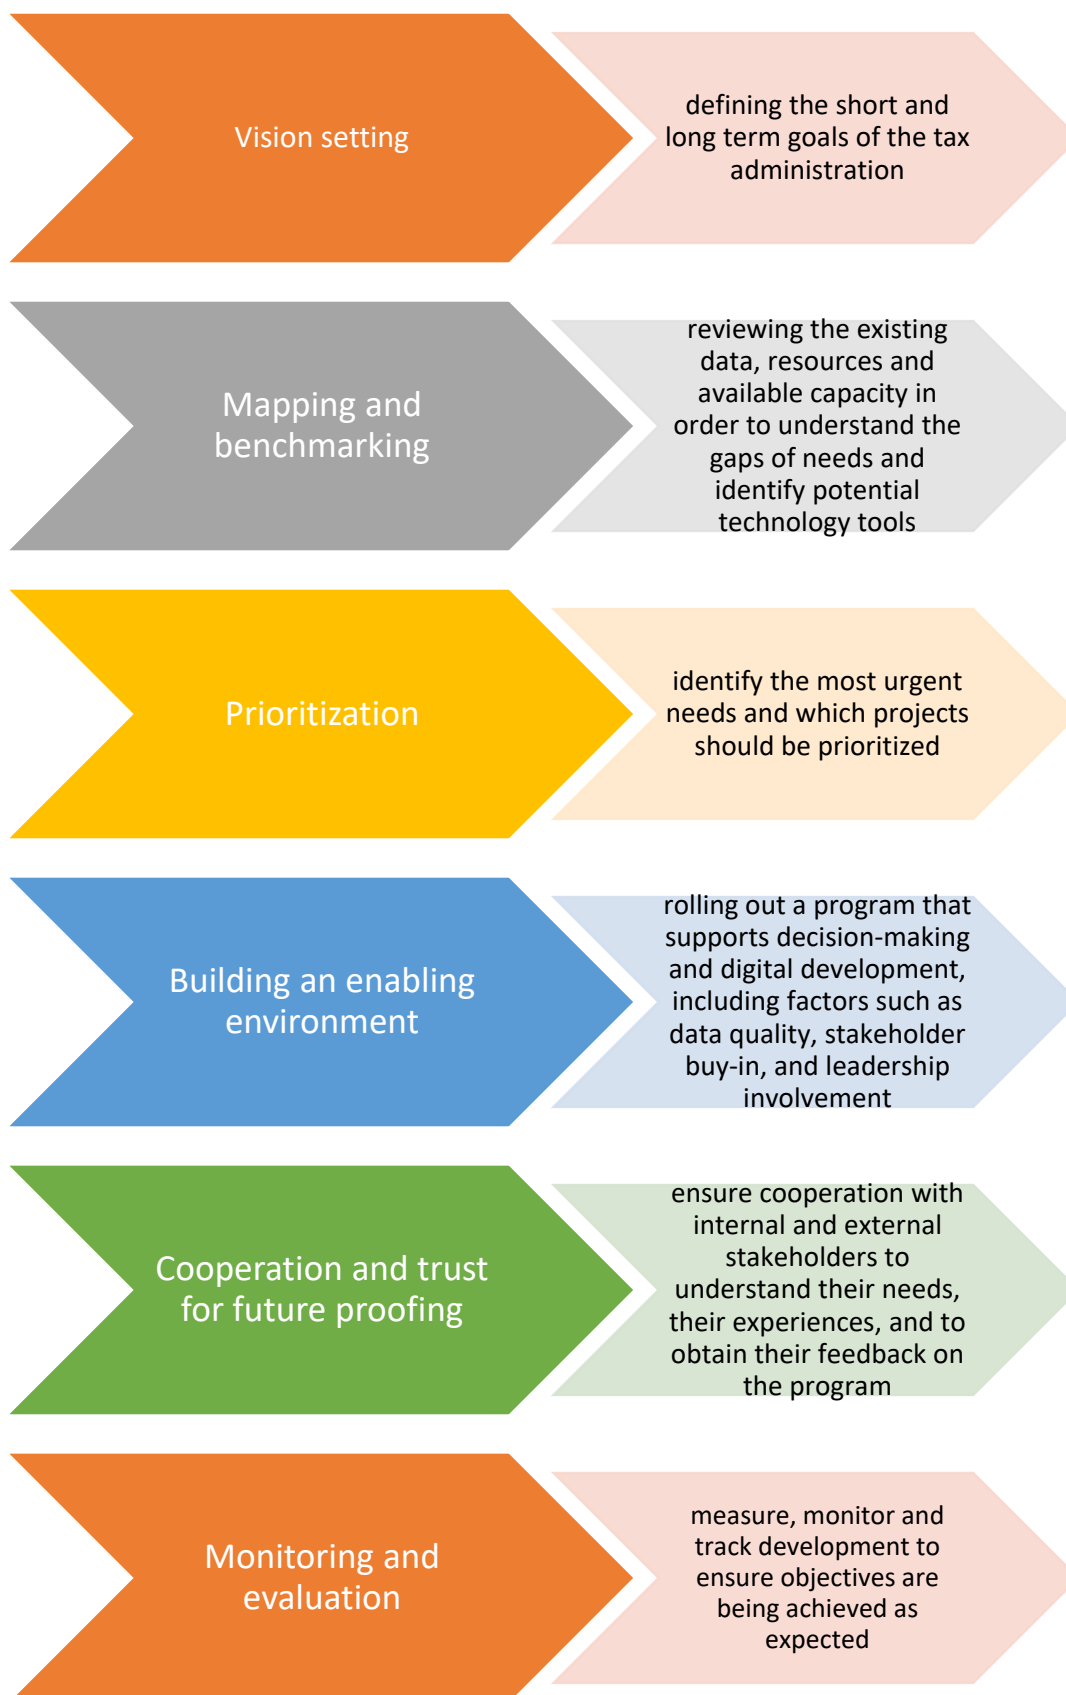 Vision setting
defining the short and
long term goals of the tax
administration
Mapping and
benchmarking
reviewing the existing
data, resources and
available capacity in
order to understand the
gaps of needs and
identify potential
technology tools
Prioritization
identify the most urgent
needs and which projects
should be prioritized
Building an enabling
environment
rolling out a program that
supports decision-making
and digital development,
including factors such as
data quality, stakeholder
buy-in, and leadership
involvement
Cooperation and trust
for future proofing
ensure cooperation with
internal and external
stakeholders to
understand their needs,
their experiences, and to
obtain their feedback on
the program
Monitoring and
evaluation
measure, monitor and
track development to
ensure objectives are
being achieved as
expected